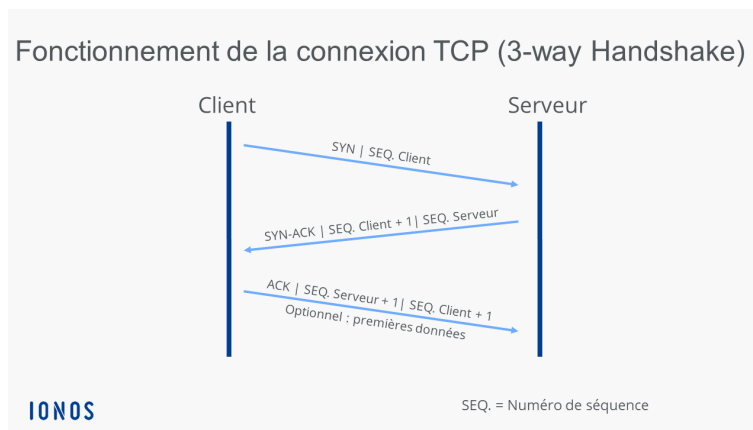 Fonctionnement de la connexion TCP (3-way Handshake)
Client
Serveur
SYN | SEQ. Client
SYN-ACK | SEQ. Client + 1| SEQ. Serveur
ACK | SEQ. Serveur + 1| SEQ. Client + 1
Optionnel : premières données
IONOS
SEQ. = Numéro de séquence